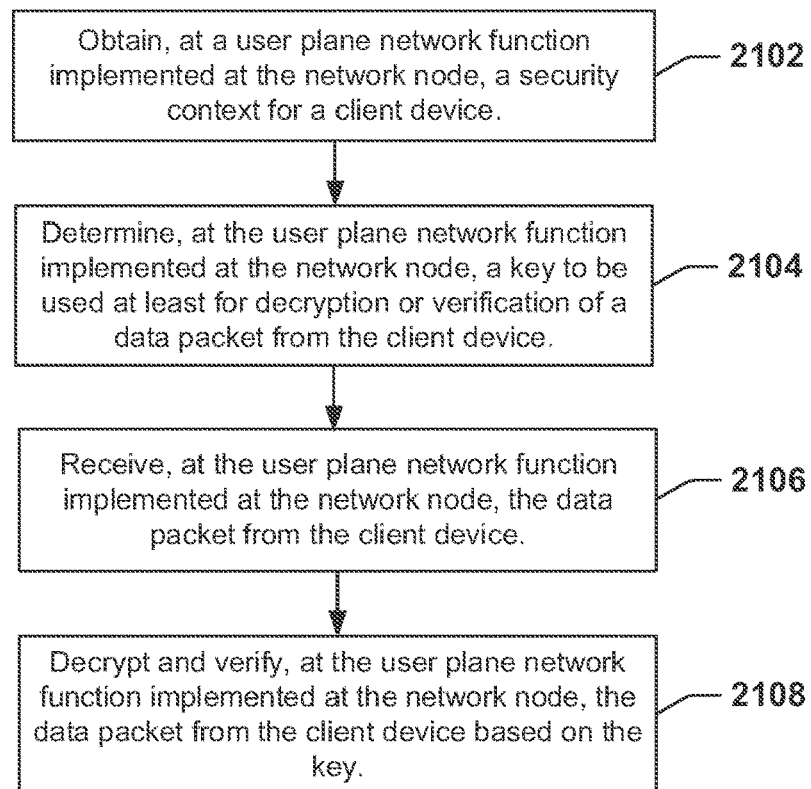 Obtain, at a user plane network function
implemented at the network node, a security
context for a client device.
2102
Determine, at the user plane network function
implemented at the network node, a key to be
used at least for decryption or verification of a
data packet from the client device.
2104
Receive, at the user plane network function
implemented at the network node, the data
packet from the client device.
2106
Decrypt and verify, at the user plane network
function implemented at the network node, the
data packet from the client device based on the
key.
2108